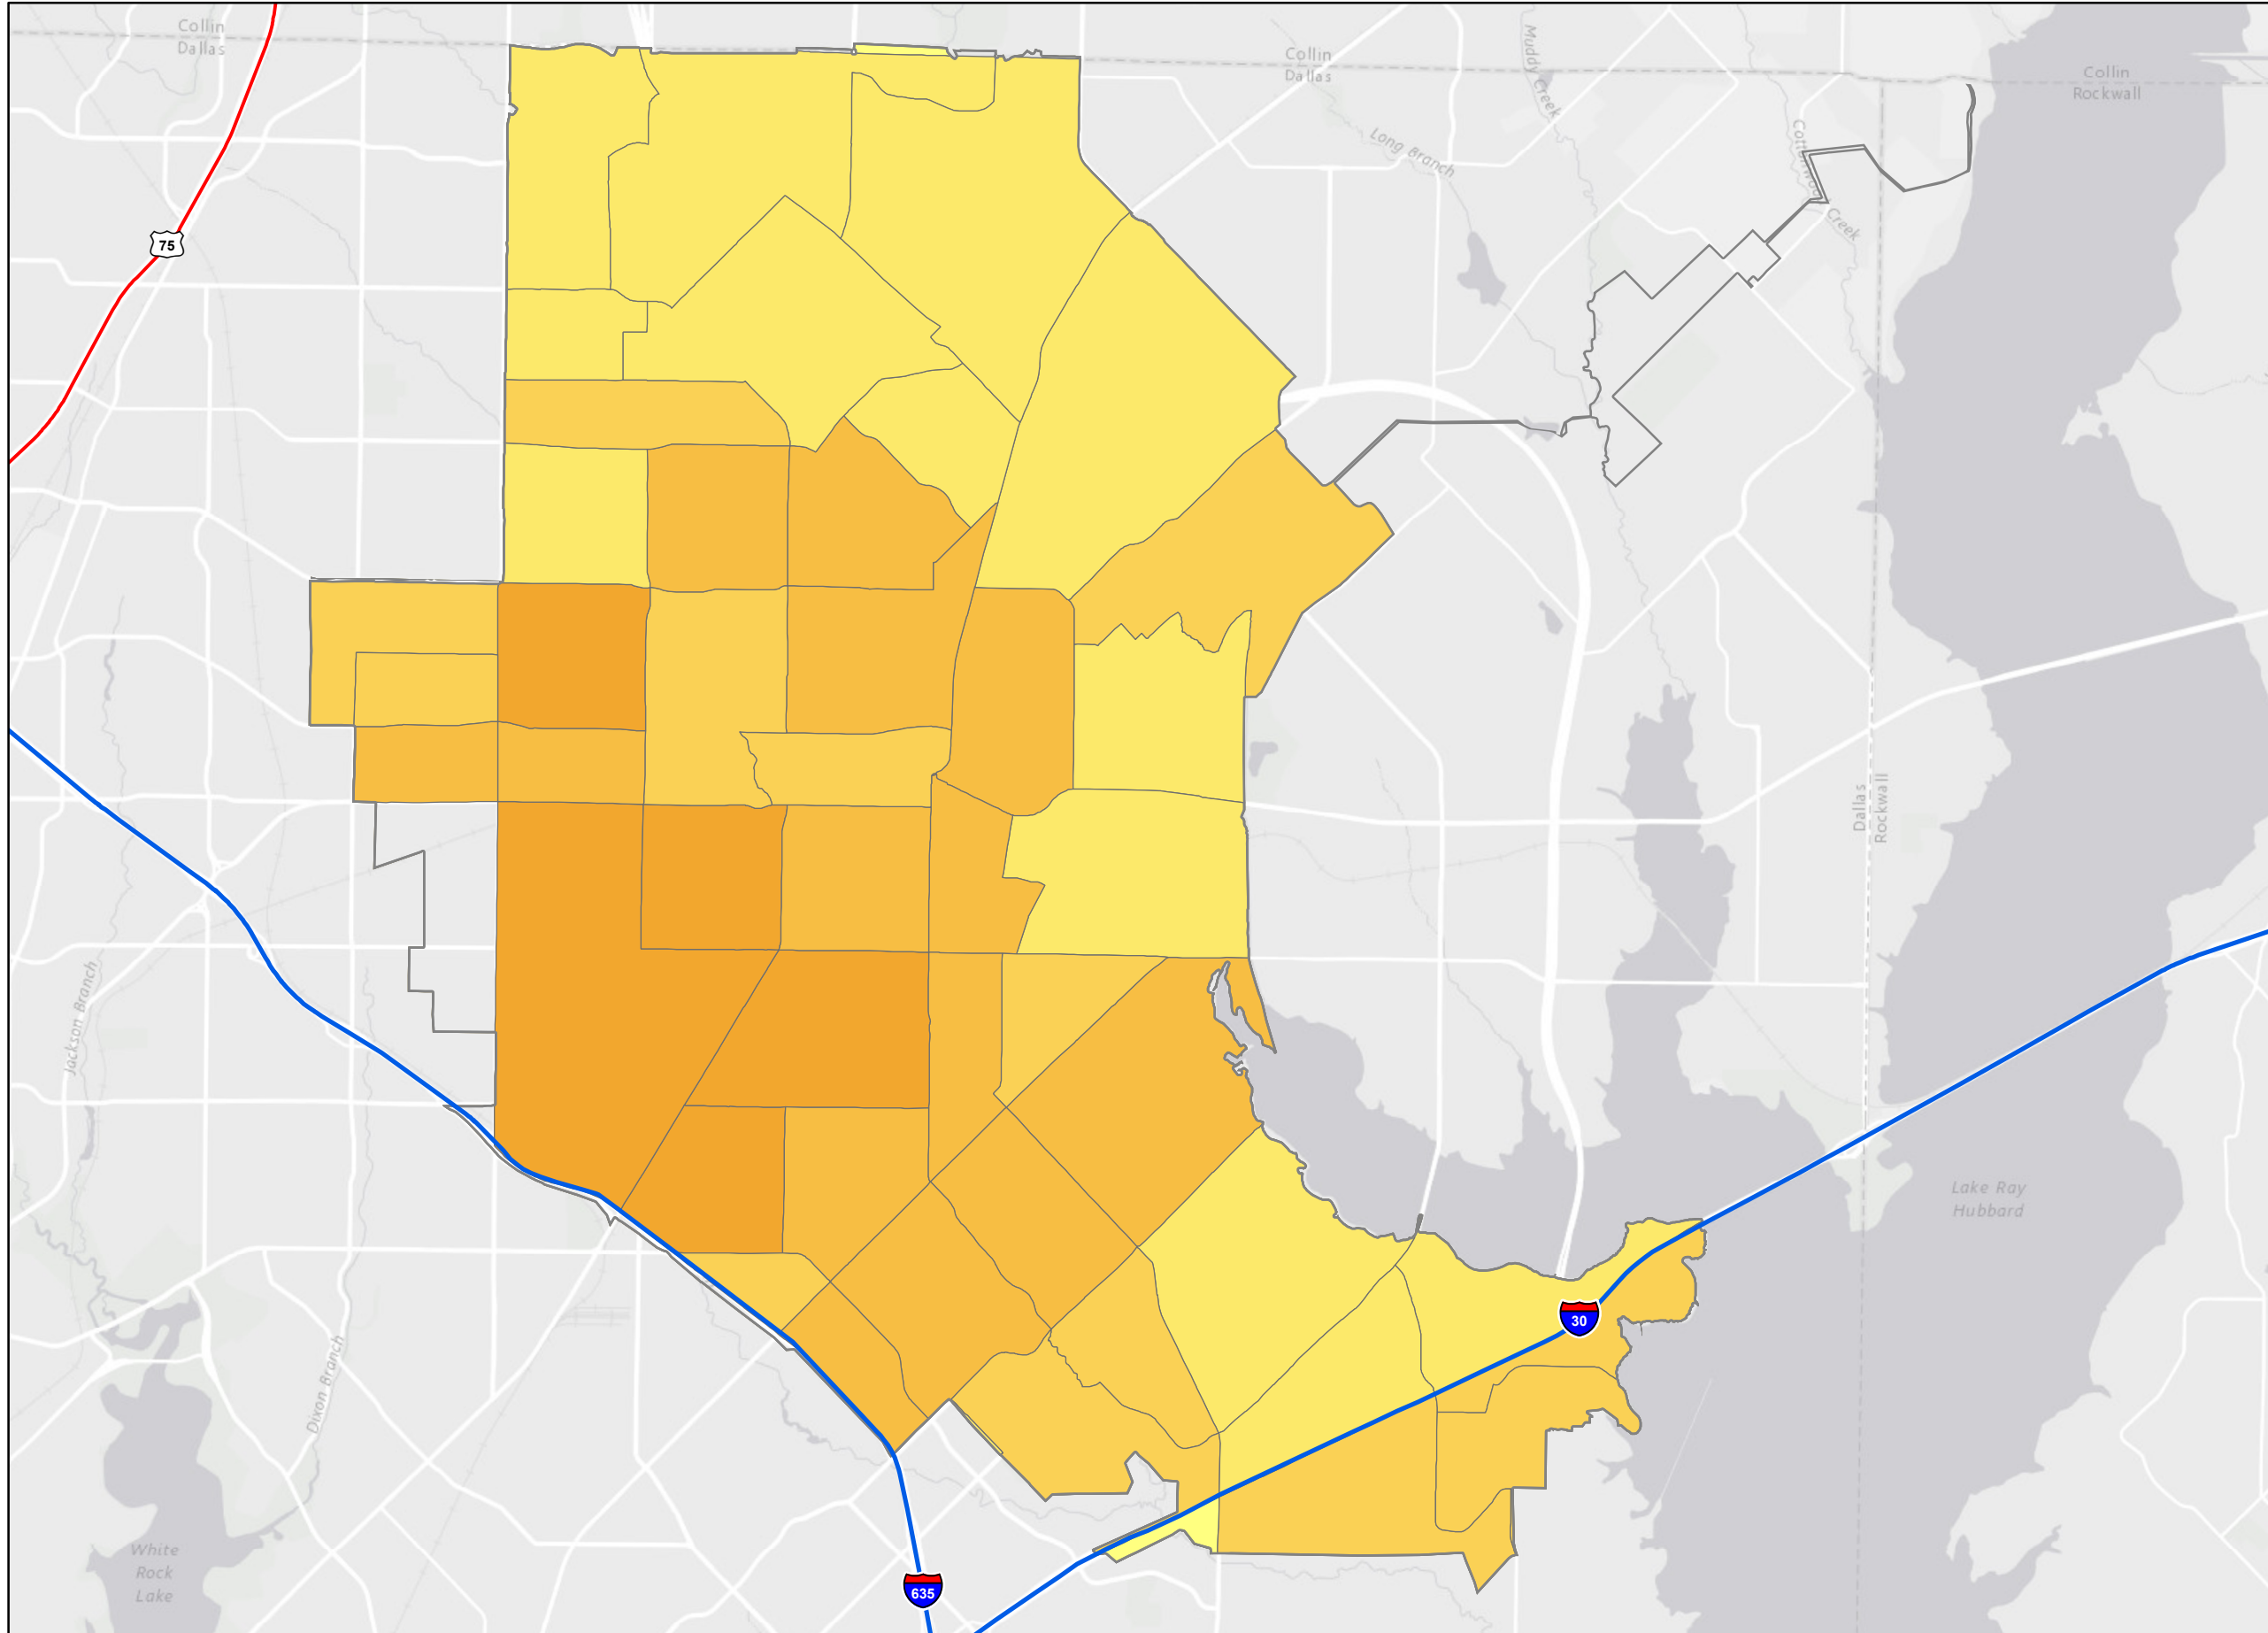 Collin
Dallas
Collin
Dallas
Muddy Creek
Collin
Rockwall
Long Branch
Cottonwood
Creek
75
Dallas
Rockwall
Jackson Branch
Lake Ray
Hubbard
30
Dixon Branch
White
Rock
Lake
635